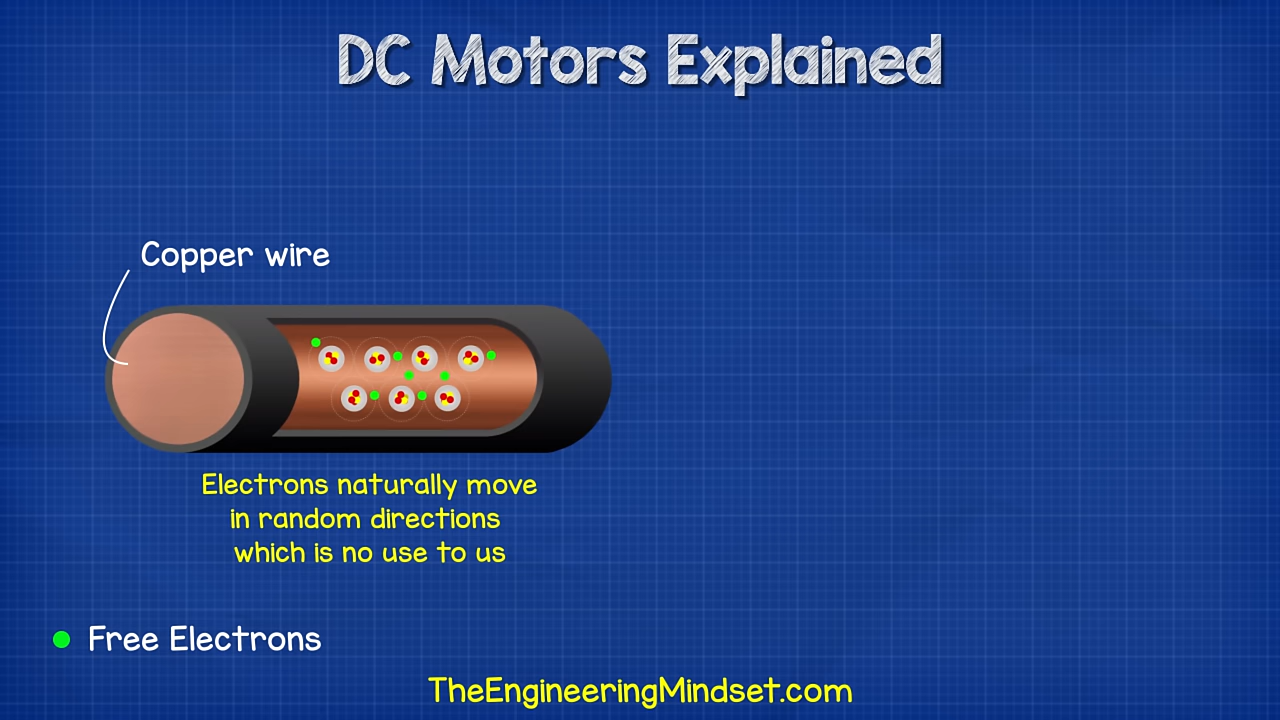 DC Motors Explained
Copper wire
Electrons naturally move
in random directions
which is no use to us
Free Electrons
TheEngineeringMindset.com